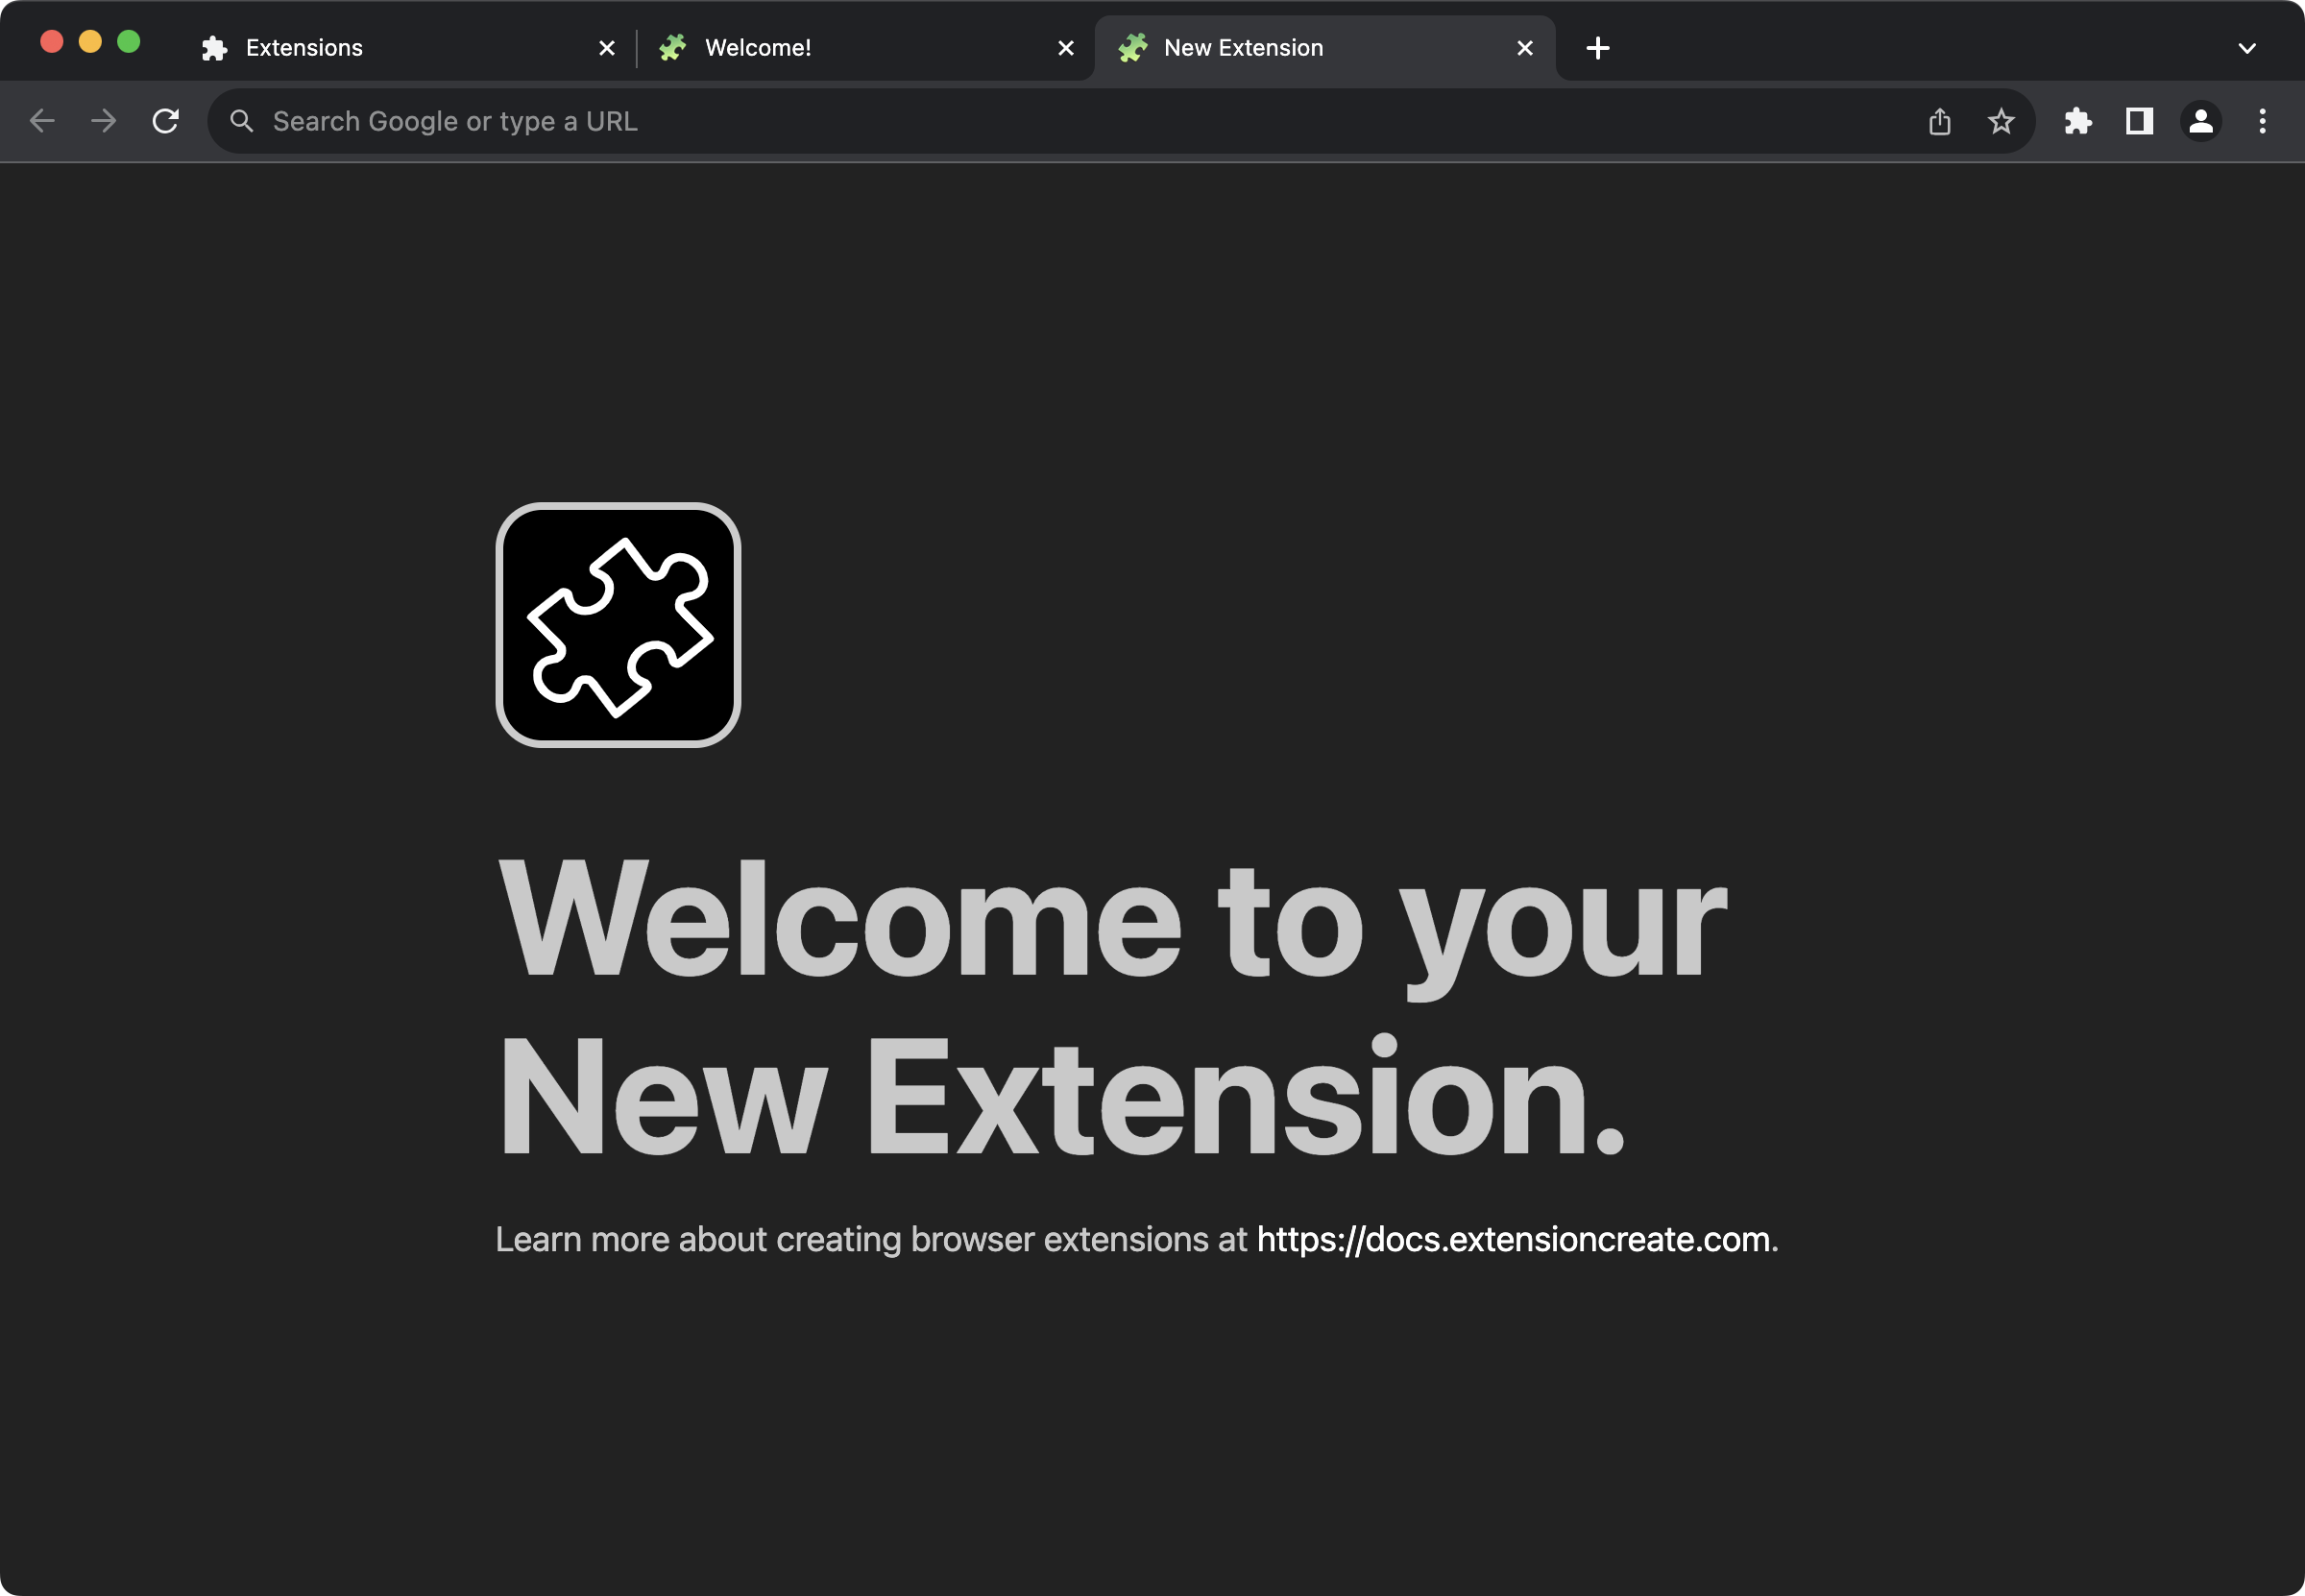 Extensions
Welcome!
New Extension
Search Google or type a URL
Welcome to your
New Extension.
Learn more about creating browser extensions at https://docs.extensioncreate.com.